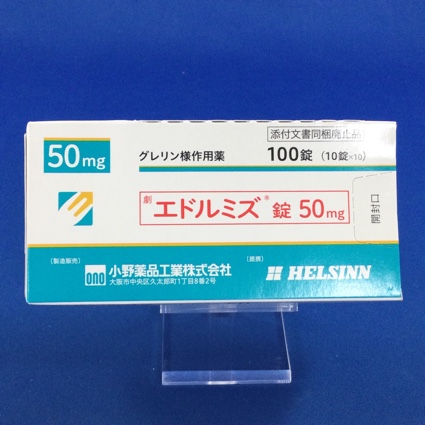 添付文書同梱廃止品
50mg
グレリン様作用薬
100錠 (10錠×10)
劇 エドルミズ® 錠 50mg
開封口
〔製造販売〕
ono 小野薬品工業株式会社
大阪市中央区久太郎町1丁目8番2号
〔提携〕
HELSINN